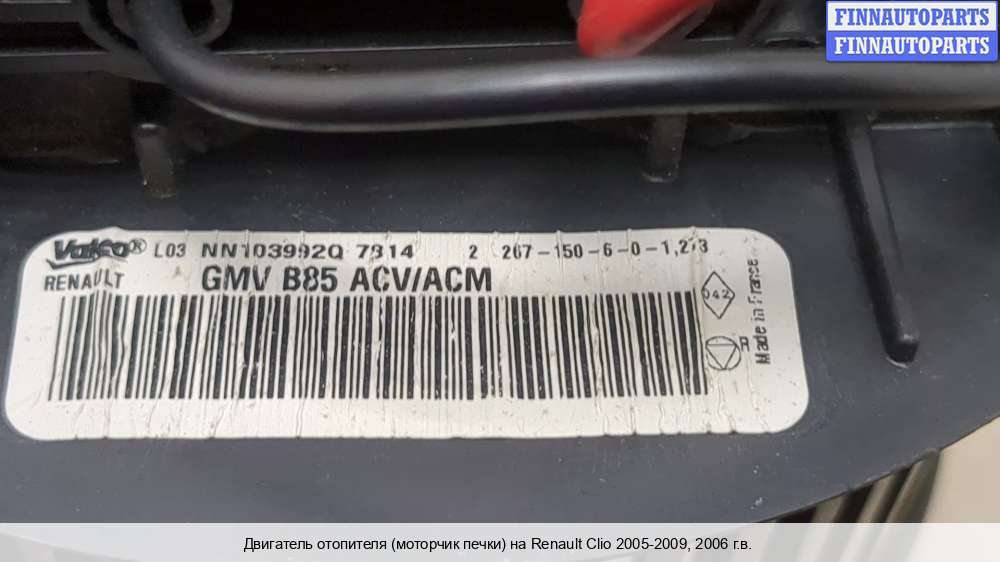 FINNAUTOPARTS
FINNAUTOPARTS
Valeo® L03 NN103992Q 7814 2 267-150-6-0-1,2/3
RENAULT GMV B85 ACV/ACM
042
R
Made in France
Двигатель отопителя (моторчик печки) на Renault Clio 2005-2009, 2006 г.в.